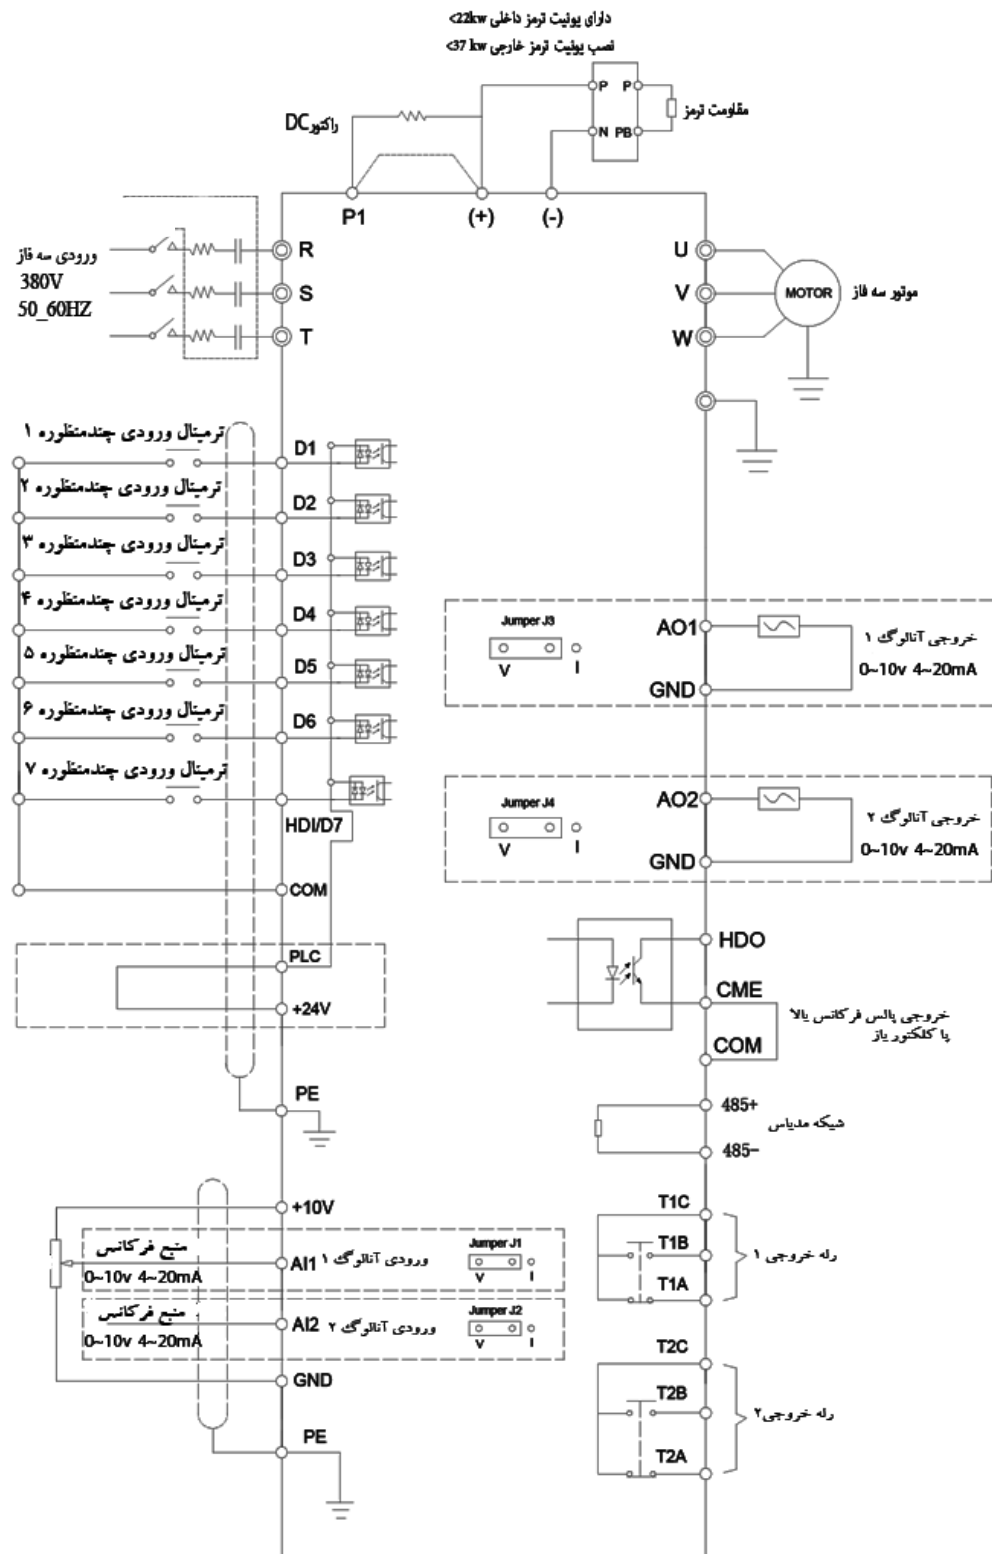 دارای یونیت ترمز داخلی 22kw>
نصب یونیت ترمز خارجی 37 kw>
P P
مقاومت ترمز
راکتور DC
N PB
P1 (+) (-)
ورودی سه فاز
380V
50_60HZ
R
S
T
U
V
W
MOTOR
موتور سه فاز
ترمینال ورودی چندمنظوره ۱
D1
ترمینال ورودی چندمنظوره ۲
D2
ترمینال ورودی چندمنظوره ۳
D3
ترمینال ورودی چندمنظوره ۴
D4
ترمینال ورودی چندمنظوره ۵
D5
ترمینال ورودی چندمنظوره ۶
D6
ترمینال ورودی چندمنظوره ۷
HDI/D7
COM
PLC
+24V
PE
Jumper J3
V I
AO1
GND
خروجی آنالوگ ۱
0~10v 4~20mA
Jumper J4
V I
AO2
GND
خروجی آنالوگ ۲
0~10v 4~20mA
HDO
CME
COM
خروجی پالس فرکانس یالا
پا کلکتور یاز
485+
485-
شیکه مدیاس
+10V
منبع فرکانس
0~10v 4~20mA
AI1
ورودی آنالوگ ۱
Jumper J1
V I
منبع فرکانس
0~10v 4~20mA
AI2
ورودی آنالوگ ۲
Jumper J2
V I
GND
PE
T1C
T1B
T1A
رله خروجی ۱
T2C
T2B
T2A
رله خروجی۲